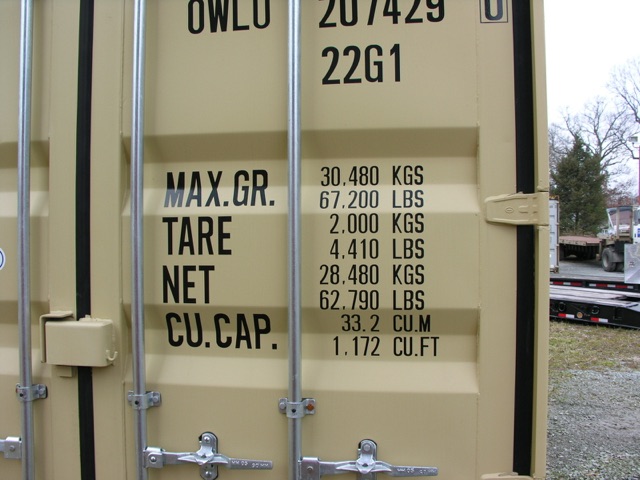 OWLU 207429 0
22G1
MAX.GR. 30,480 KGS
67,200 LBS
TARE 2,000 KGS
4,410 LBS
NET 28,480 KGS
62,790 LBS
CU.CAP. 33.2 CU.M
1,172 CU.FT